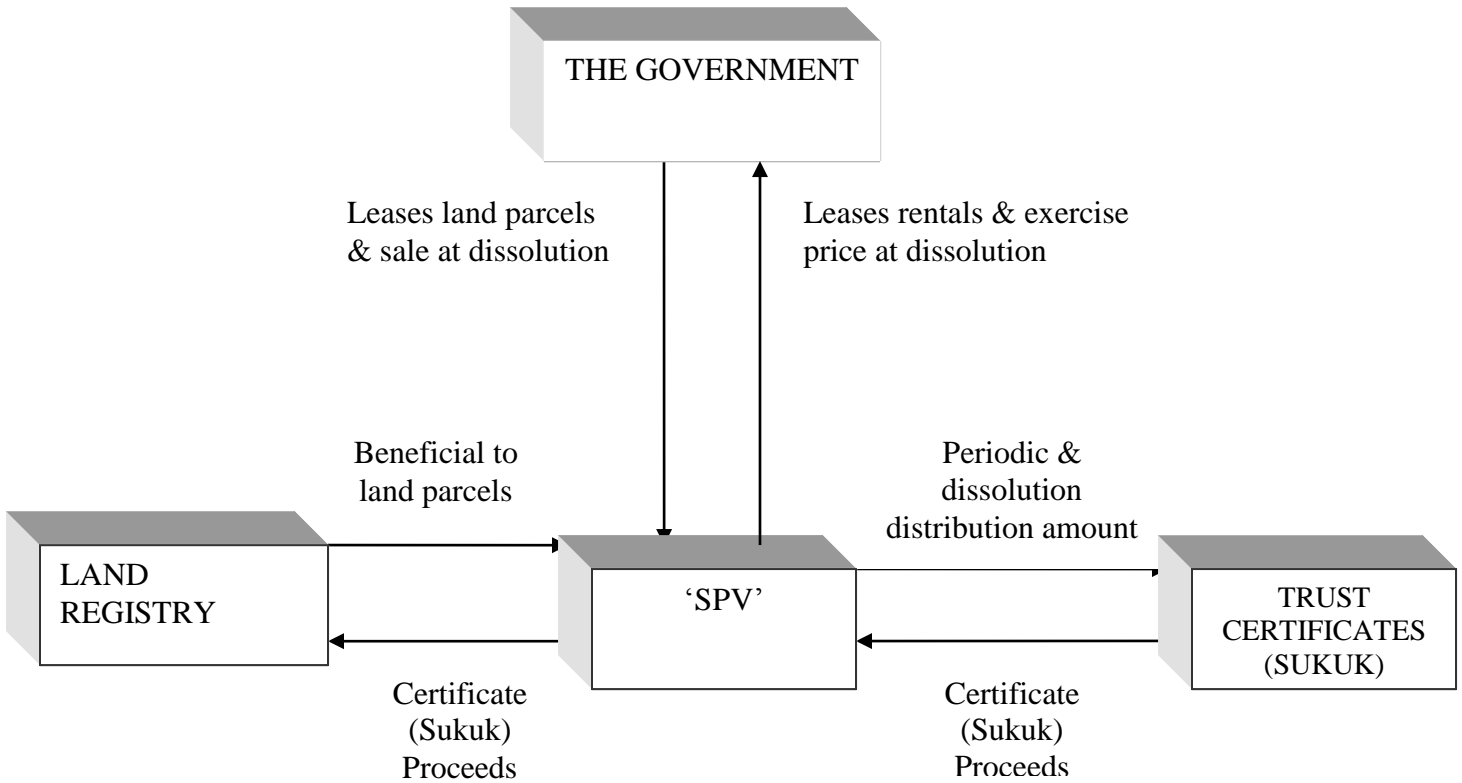 THE GOVERNMENT
Leases land parcels
& sale at dissolution
Leases rentals & exercise
price at dissolution
Beneficial to
land parcels
Periodic &
dissolution
distribution amount
LAND
REGISTRY
‘SPV’
TRUST
CERTIFICATES
(SUKUK)
Certificate
(Sukuk)
Proceeds
Certificate
(Sukuk)
Proceeds